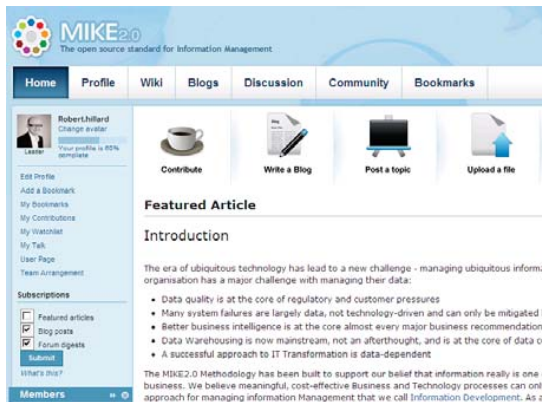 MIKE2.0
The open source standard for Information Management
Home Profile Wiki Blogs Discussion Community Bookmarks
Robert.hillard
Change avatar
Leader
Your profile is 65%
complete
Contribute
Write a Blog
Post a topic
Upload a file
Edit Profile
Add a Bookmark
My Bookmarks
My Contributions
My Watchlist
My Talk
User Page
Team Arrangement
Subscriptions
Featured articles
Blog posts
Forum digests
Submit
What's this?
Members
Featured Article
Introduction
The era of ubiquitous technology has lead to a new challenge - managing ubiquitous informa
organisation has a major challenge with managing their data:
• Data quality is at the core of regulatory and customer pressures
• Many system failures are largely data, not technology-driven and can only be mitigated
• Better business intelligence is at the core almost every major business recommendation
• Data Warehousing is now mainstream, not an afterthought, and is at the core of data c
• A successful approach to IT Transformation is data-dependent
The MIKE2.0 Methodology has been built to support our belief that information really is one
business. We believe meaningful, cost-effective Business and Technology processes can onl
approach for managing information Management that we call Information Development. As a